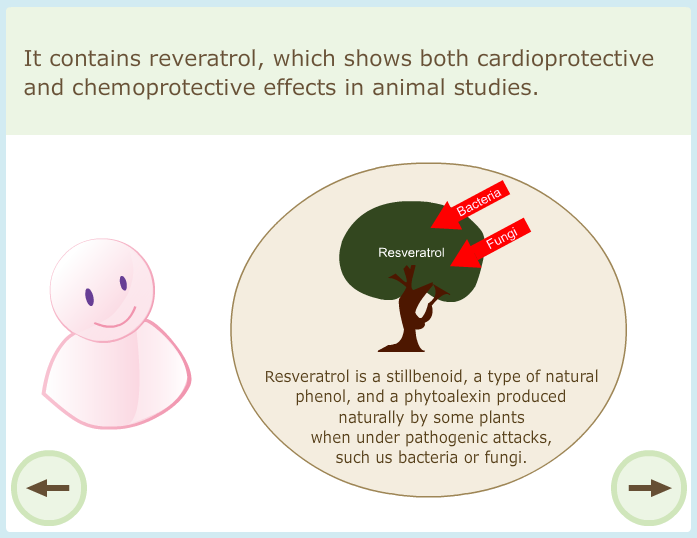 It contains reveratrol, which shows both cardioprotective
and chemoprotective effects in animal studies.
Bacteria
Fungi
Resveratrol
Resveratrol is a stillbenoid, a type of natural
phenol, and a phytoalexin produced
naturally by some plants
when under pathogenic attacks,
such us bacteria or fungi.